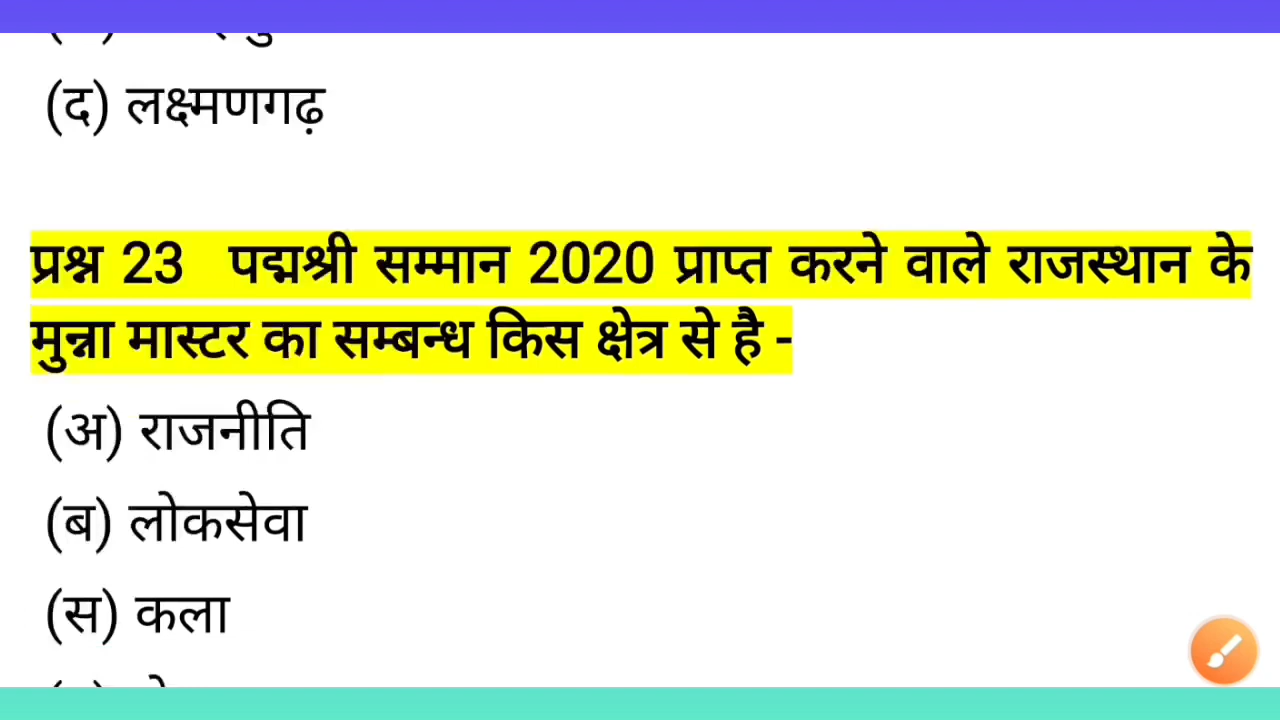 (द) लक्ष्मणगढ़
प्रश्न 23 पद्मश्री सम्मान 2020 प्राप्त करने वाले राजस्थान के
मुन्ना मास्टर का सम्बन्ध किस क्षेत्र से है -
(अ) राजनीति
(ब) लोकसेवा
(स) कला